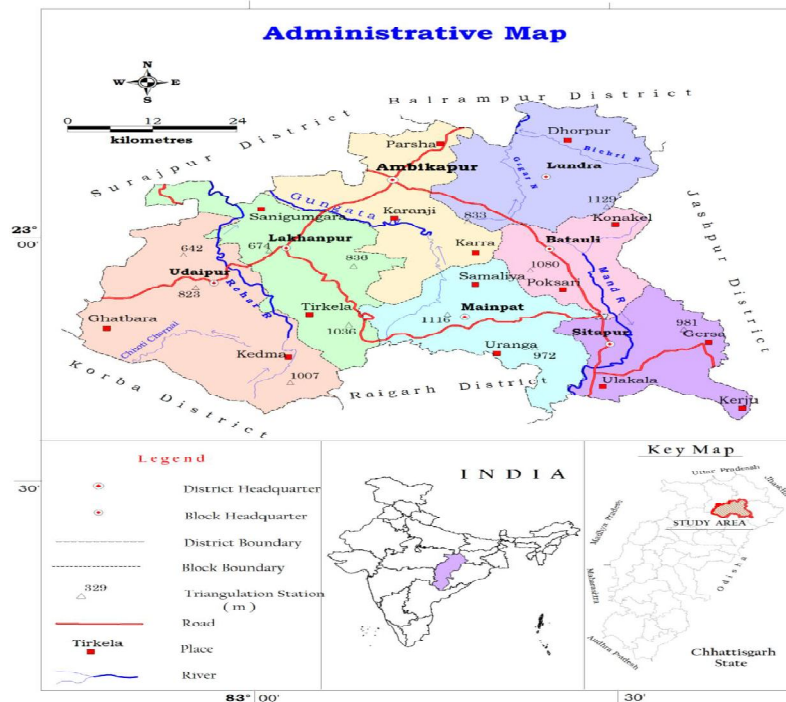 Administrative Map
N
W E
S
0 12 24
kilometres
Surajpur District
Balrampur District
Jashpur District
Raigarh District
Korba District
23°
00'
30'
83° 00'
30'
Parsha
Ambikapur
Dhorpur
Lundra
Bichri N
Gagar N
Gungata
Sanigumgara
Karanji
833
1129
Konakel
642
674
Lakhanpur
836
Karra
Batauli
1080
Udaipur
823
Rehar R
Samaliya
Poksari
Mand R
Ghatbara
Tirkela
1036
1116
Mainpat
Sitapur
981
Gersa
Chhoti Charnai
Kedma
1007
Uranga
972
Ulakala
Kerju
Legend
District Headquarter
Block Headquarter
District Boundary
Block Boundary
329
Triangulation Station
( m )
Road
Tirkela
Place
River
INDIA
Key Map
Uttar Pradesh
Madhya Pradesh
STUDY AREA
Maharashtra
Odisha
Andhra Pradesh
Chhattisgarh
State